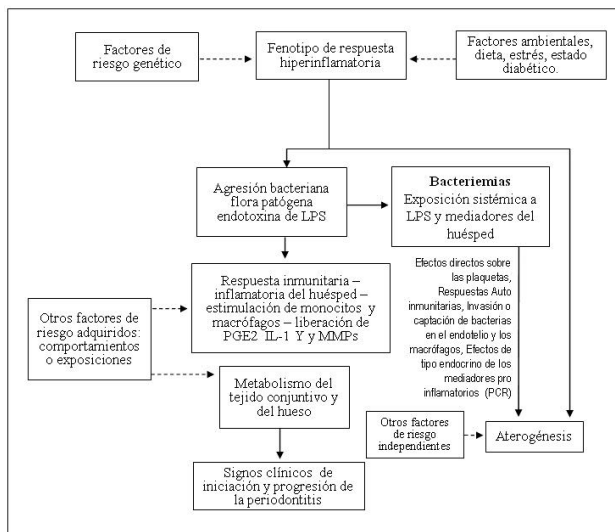 Factores de
riesgo genético
Fenotipo de respuesta
hiperinflamatoria
Factores ambientales,
dieta, estrés, estado
diabético.
Agresión bacteriana
flora patógena
endotoxina de LPS
Bacteriemias
Exposición sistémica a
LPS y mediadores del
huésped
Respuesta inmunitaria –
inflamatoria del huésped –
estimulación de monocitos y
macrófagos – liberación de
PGE2 IL-1 Y y MMPs
Efectos directos sobre
las plaquetas,
Respuestas Auto
inmunitarias, Invasión o
captación de bacterias
en el endotelio y los
macrófagos, Efectos de
tipo endocrino de los
mediadores pro
inflamatorios (PCR)
Otros factores de
riesgo adquiridos:
comportamientos
o exposiciones
Metabolismo del
tejido conjuntivo y
del hueso
Otros factores
de riesgo
independientes
Aterogénesis
Signos clínicos de
iniciación y progresión de
la periodontitis